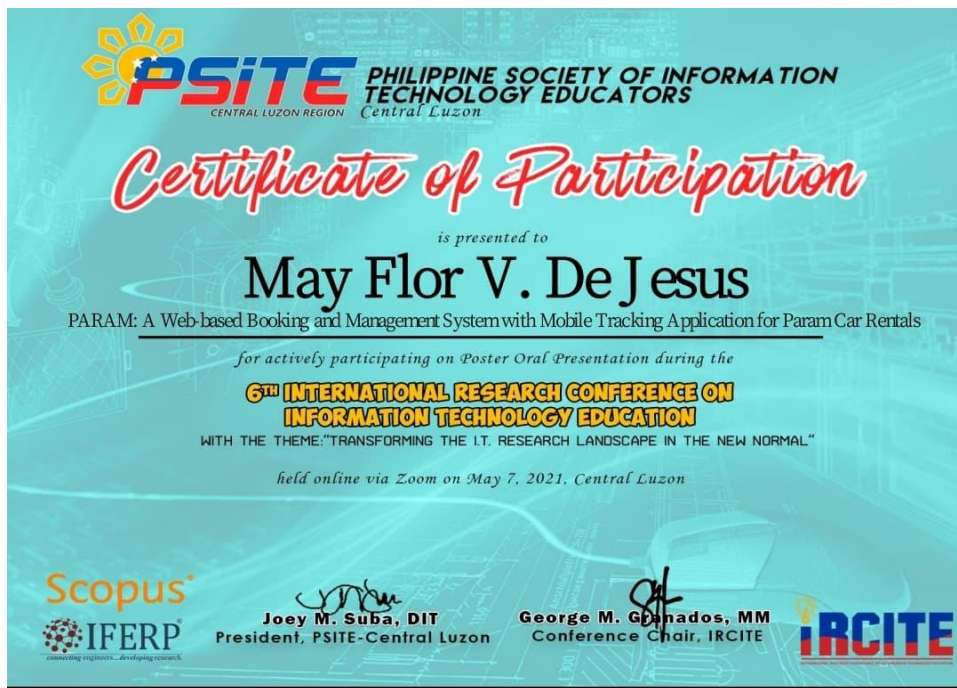 PSiTE
CENTRAL LUZON REGION
PHILIPPINE SOCIETY OF INFORMATION
TECHNOLOGY EDUCATORS
Central Luzon
Certificate of Participation
is presented to
May Flor V. De Jesus
PARAM: A Web-based Booking and Management System with Mobile Tracking Application for Param Car Rentals
for actively participating on Poster Oral Presentation during the
6TH INTERNATIONAL RESEARCH CONFERENCE ON
INFORMATION TECHNOLOGY EDUCATION
WITH THE THEME:"TRANSFORMING THE I.T. RESEARCH LANDSCAPE IN THE NEW NORMAL"
held online via Zoom on May 7, 2021, Central Luzon
Scopus®
IFERP
connecting engineers...developing research
Joey M. Suba, DIT
President, PSITE-Central Luzon
George M. Granados, MM
Conference Chair, IRCITE
iRCITE